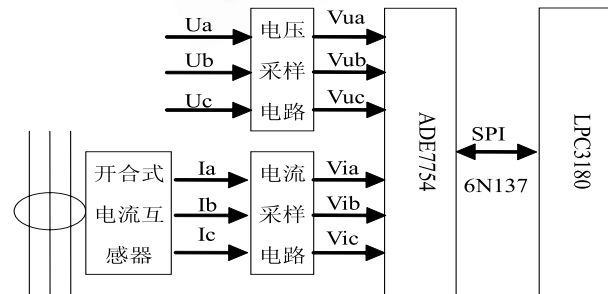 Ua
Ub
Uc
电压
采样
电路
Vua
Vub
Vuc
开合式
电流互
感器
Ia
Ib
Ic
电流
采样
电路
Via
Vib
Vic
ADE7754
SPI
6N137
LPC3180